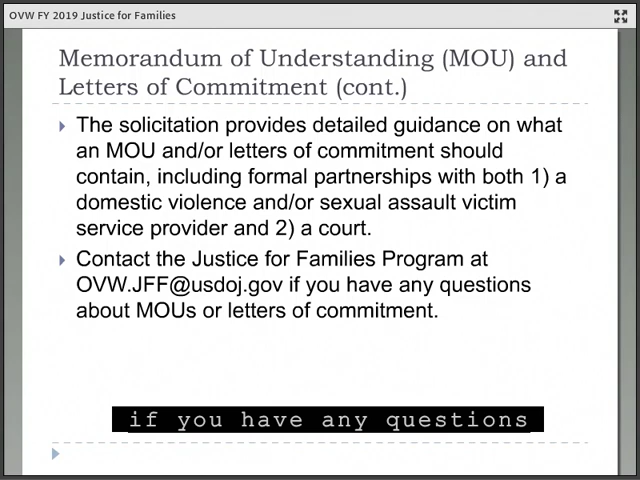 OVW FY 2019 Justice for Families
Memorandum of Understanding (MOU) and
Letters of Commitment (cont.)
The solicitation provides detailed guidance on what
an MOU and/or letters of commitment should
contain, including formal partnerships with both 1) a
domestic violence and/or sexual assault victim
service provider and 2) a court.
Contact the Justice for Families Program at
OVW.JFF@usdoj.gov if you have any questions
about MOUs or letters of commitment.
if you have any questions